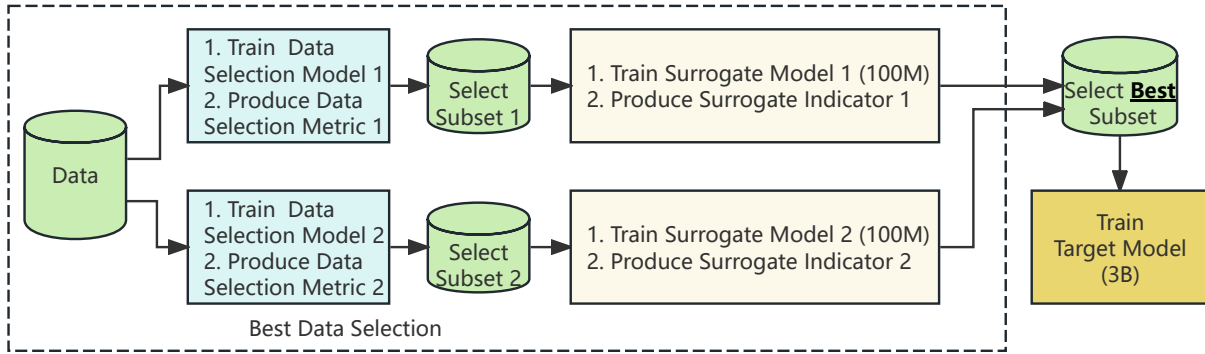 Data
1. Train Data
Selection Model 1
2. Produce Data
Selection Metric 1
Select
Subset 1
1. Train Surrogate Model 1 (100M)
2. Produce Surrogate Indicator 1
Select Best
Subset
1. Train Data
Selection Model 2
2. Produce Data
Selection Metric 2
Select
Subset 2
1. Train Surrogate Model 2 (100M)
2. Produce Surrogate Indicator 2
Train
Target Model
(3B)
Best Data Selection